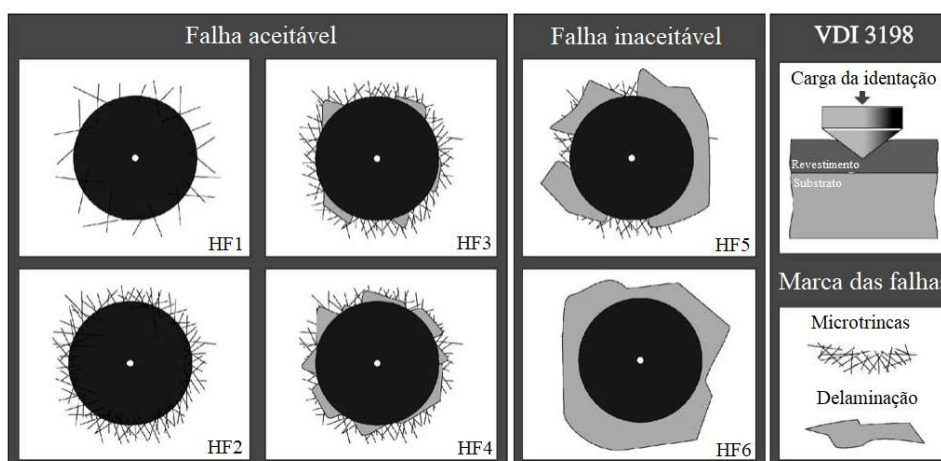 Falha aceitável
HF1
HF3
HF2
HF4
Falha inaceitável
HF5
HF6
VDI 3198
Carga da identação
Revestimento
Substrato
Marca das falhas
Microtrincas
Delaminação